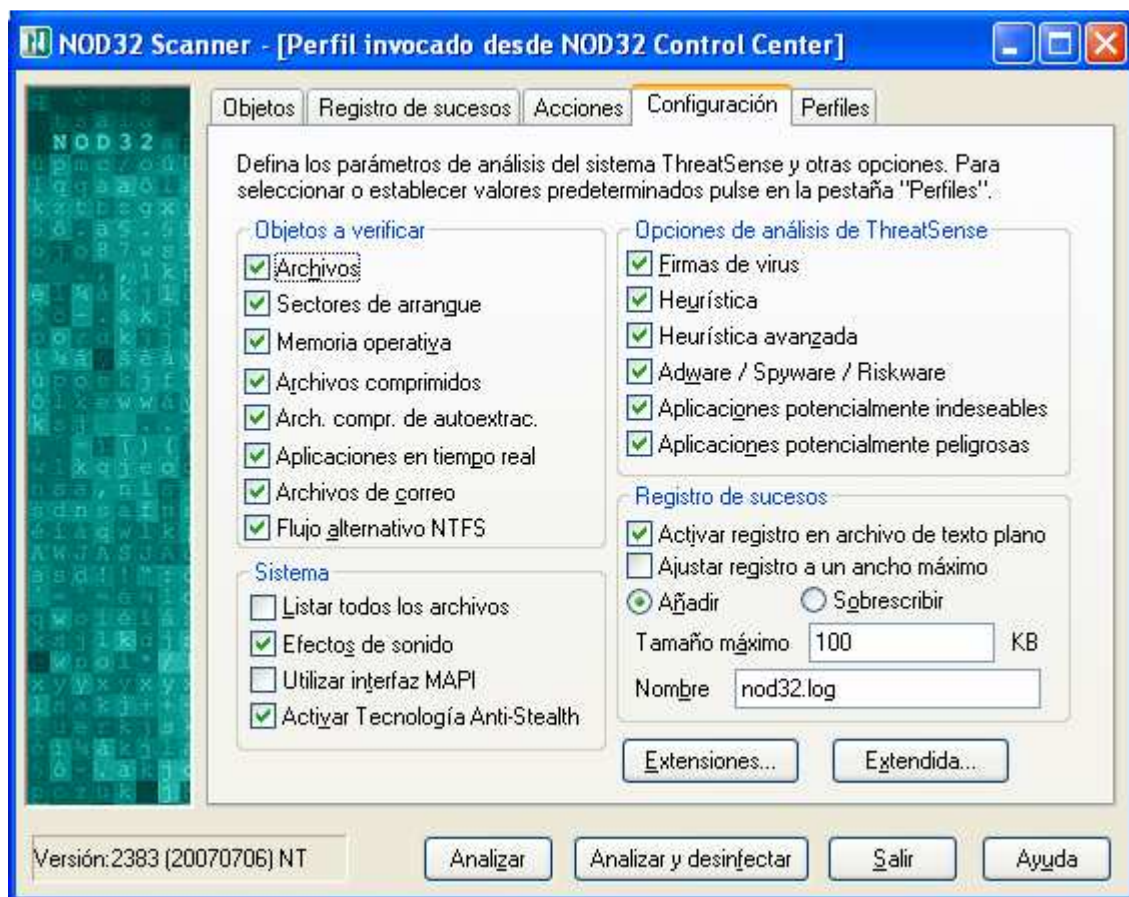 NOD32 Scanner - [Perfil invocado desde NOD32 Control Center]
NOD32
Objetos
Registro de sucesos
Acciones
Configuración
Perfiles
Defina los parámetros de análisis del sistema ThreatSense y otras opciones. Para
seleccionar o establecer valores predeterminados pulse en la pestaña "Perfiles".
Objetos a verificar
Archivos
Sectores de arrangue
Memoria operativa
Archivos comprimidos
Arch. compr. de autoextrac.
Aplicaciones en tiempo real
Archivos de correo
Flujo alternativo NTFS
Sistema
Listar todos los archivos
Efectos de sonido
Utilizar interfaz MAPI
Activar Tecnología Anti-Stealth
Opciones de análisis de ThreatSense
Firmas de virus
Heurística
Heurística avanzada
Adware / Spyware / Riskware
Aplicaciones potencialmente indeseables
Aplicaciones potencialmente peligrosas
Registro de sucesos
Activar registro en archivo de texto plano
Ajustar registro a un ancho máximo
Añadir
Sobrescribir
Tamaño máximo 100 KB
Nombre nod32.log
Extensiones...
Extendida...
Versión:2383 (20070706) NT
Analizar
Analizar y desinfectar
Salir
Ayuda